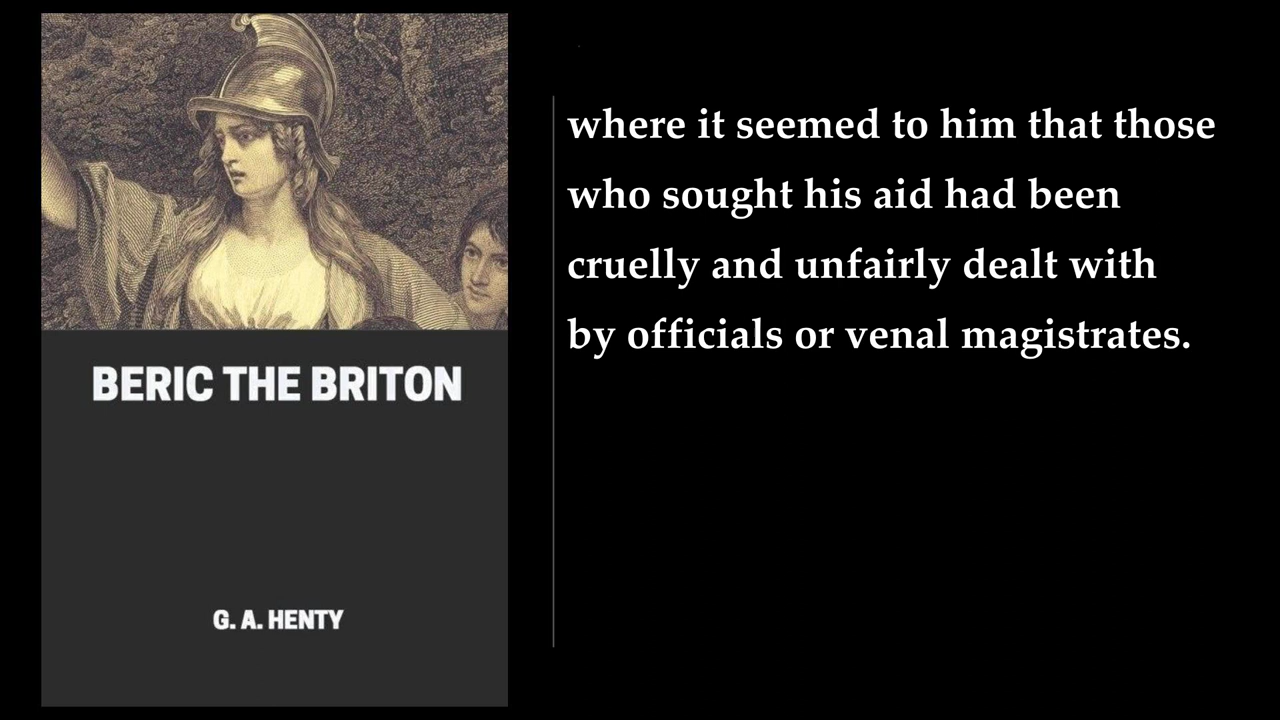 BERIC THE BRITON
G. A. HENTY
where it seemed to him that those
who sought his aid had been
cruelly and unfairly dealt with
by officials or venal magistrates.